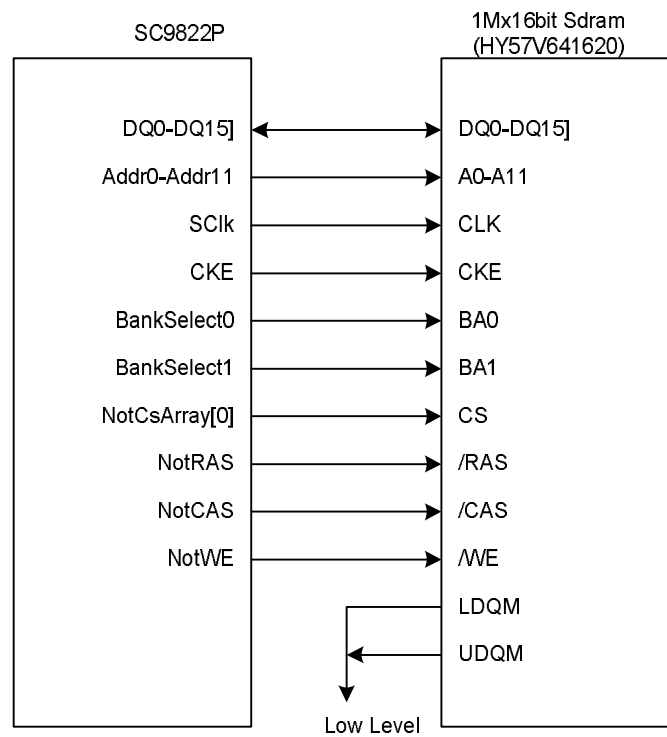 SC9822P
1Mx16bit Sdram
(HY57V641620)
DQ0-DQ15]
DQ0-DQ15]
Addr0-Addr11
A0-A11
SClk
CLK
CKE
CKE
BankSelect0
BA0
BankSelect1
BA1
NotCsArray[0]
CS
NotRAS
/RAS
NotCAS
/CAS
NotWE
/WE
LDQM
UDQM
Low Level